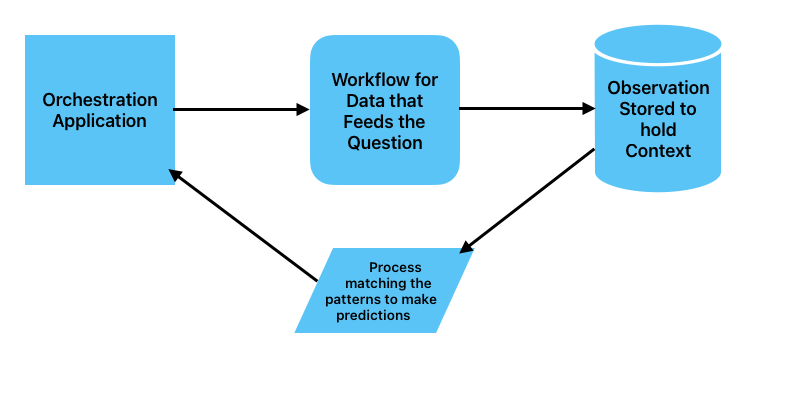 Orchestration
Application
Workflow for
Data that
Feeds the
Question
Observation
Stored to
hold
Context
Process
matching the
patterns to make
predictions